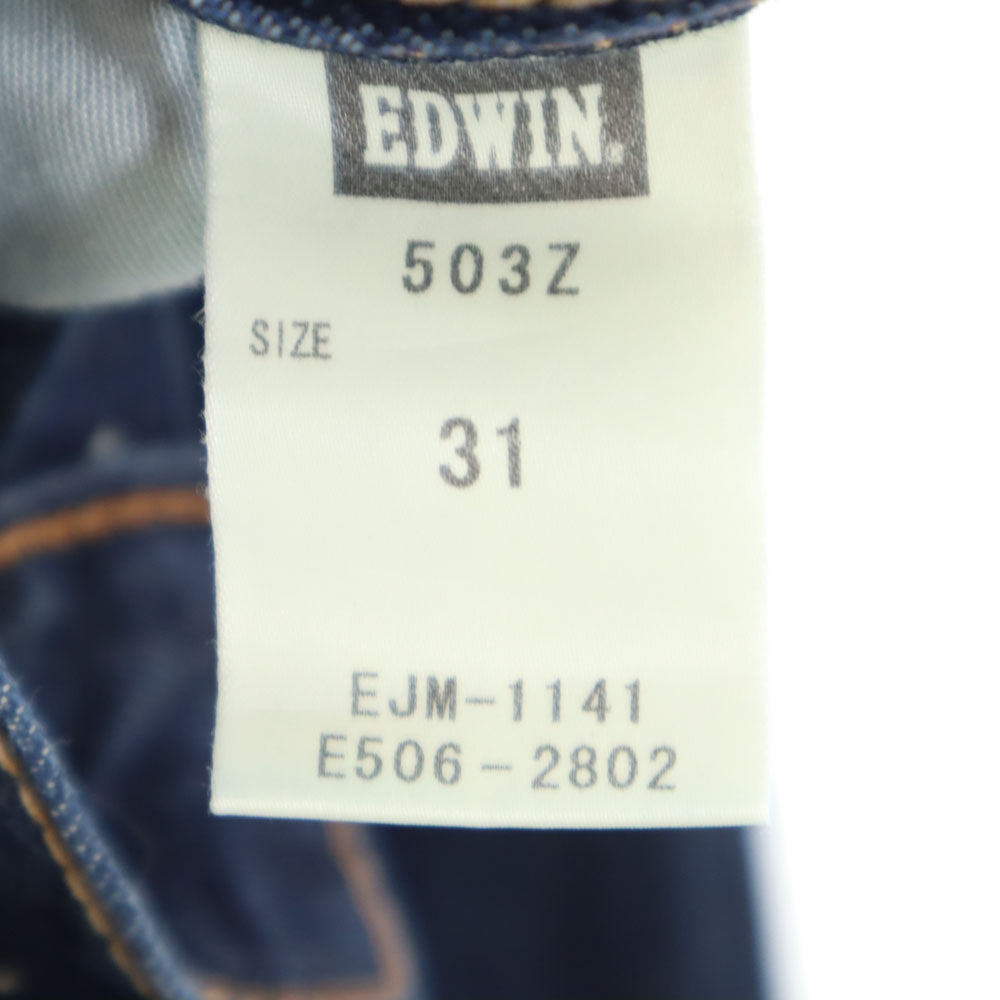 EDWIN.
503Z
SIZE
31
EJM-1141
E506-2802